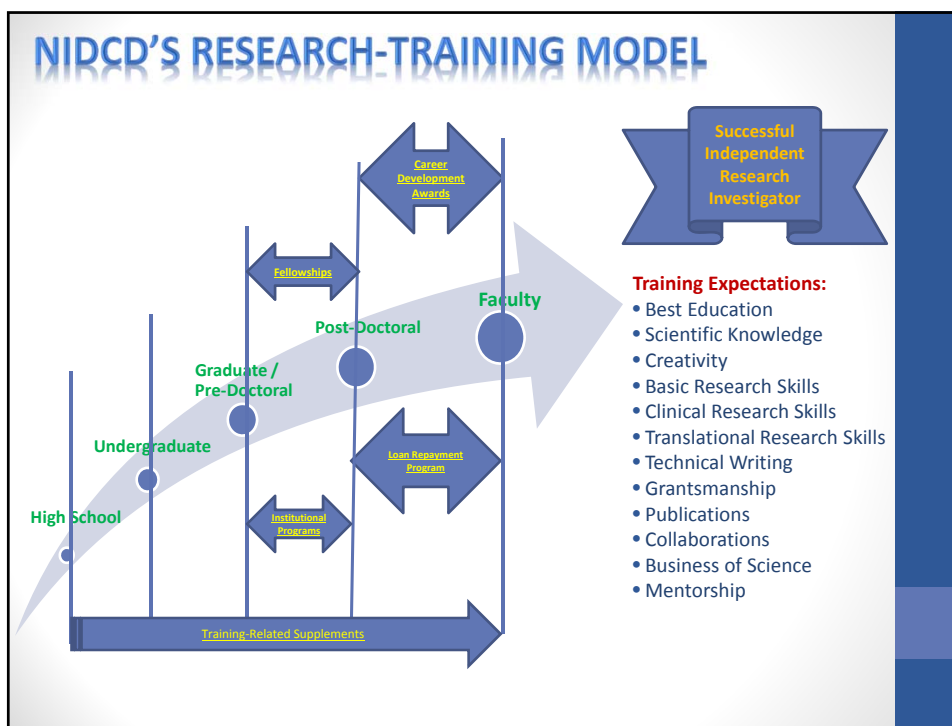 NIDCD'S RESEARCH-TRAINING MODEL
Career
Development
Awards
Fellowships
Faculty
Post-Doctoral
Graduate /
Pre-Doctoral
Undergraduate
High School
Loan Repayment
Program
Institutional
Programs
Training-Related Supplements
Successful
Independent
Research
Investigator
Training Expectations:
• Best Education
• Scientific Knowledge
• Creativity
• Basic Research Skills
• Clinical Research Skills
• Translational Research Skills
• Technical Writing
• Grantsmanship
• Publications
• Collaborations
• Business of Science
• Mentorship